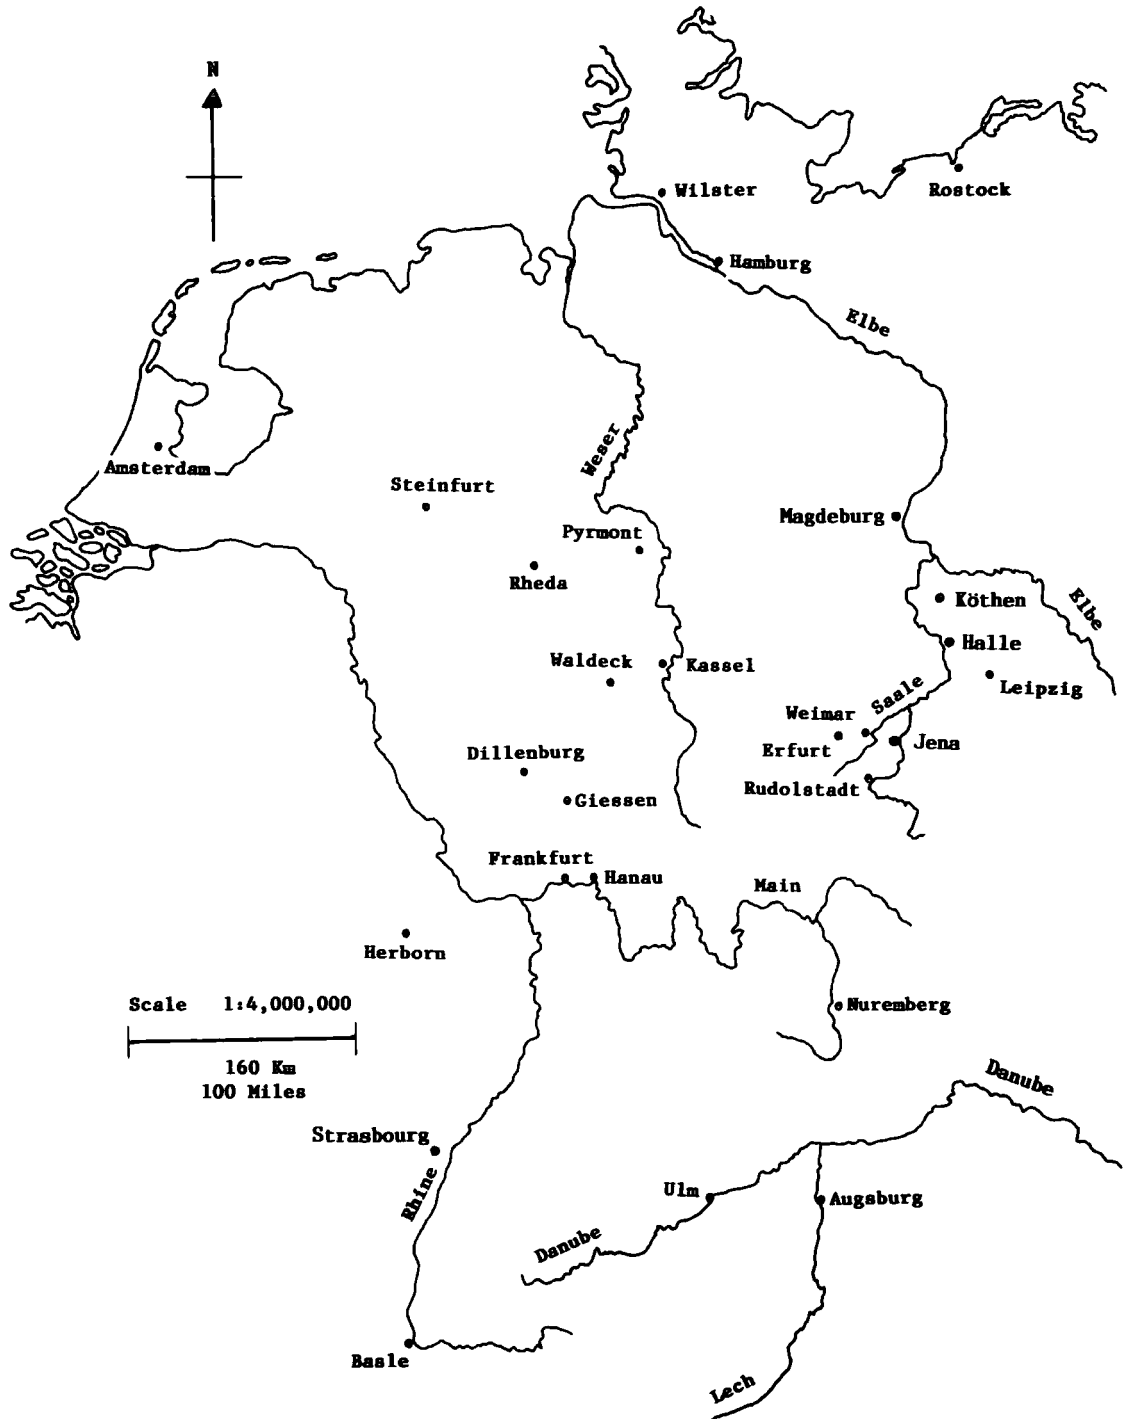 N
Wilster
Rostock
Hamburg
Elbe
Weser
Amsterdam
Steinfurt
Magdeburg
Pyrmont
Rheda
Köthen
Elbe
Halle
Waldeck
Kassel
Saale
Leipzig
Weimar
Erfurt
Jena
Dillenburg
Rudolstadt
Giessen
Frankfurt
Hanau
Main
Herborn
Scale 1:4,000,000
160 Km
100 Miles
Nuremberg
Danube
Strasbourg
Rhine
Ulm
Augsburg
Danube
Basle
Lech